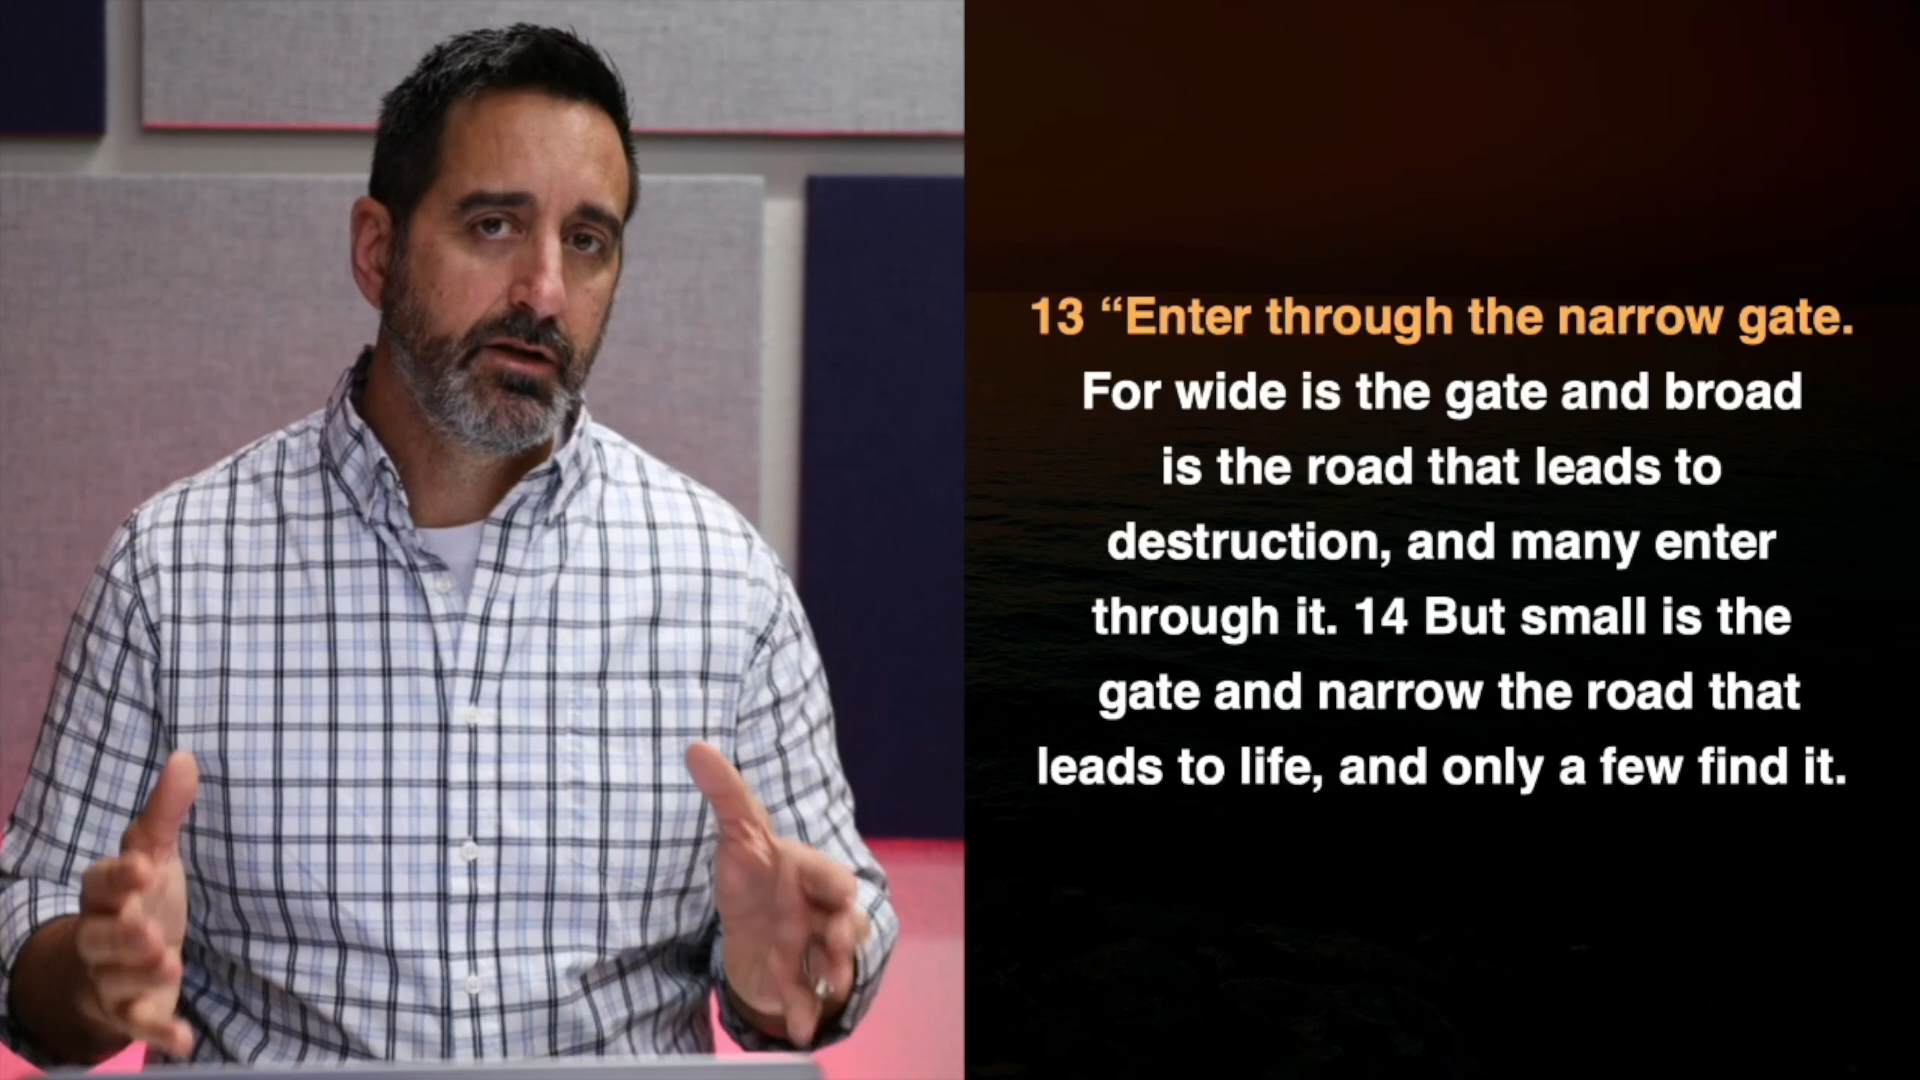 13 “Enter through the narrow gate.
For wide is the gate and broad
is the road that leads to
destruction, and many enter
through it. 14 But small is the
gate and narrow the road that
leads to life, and only a few find it.